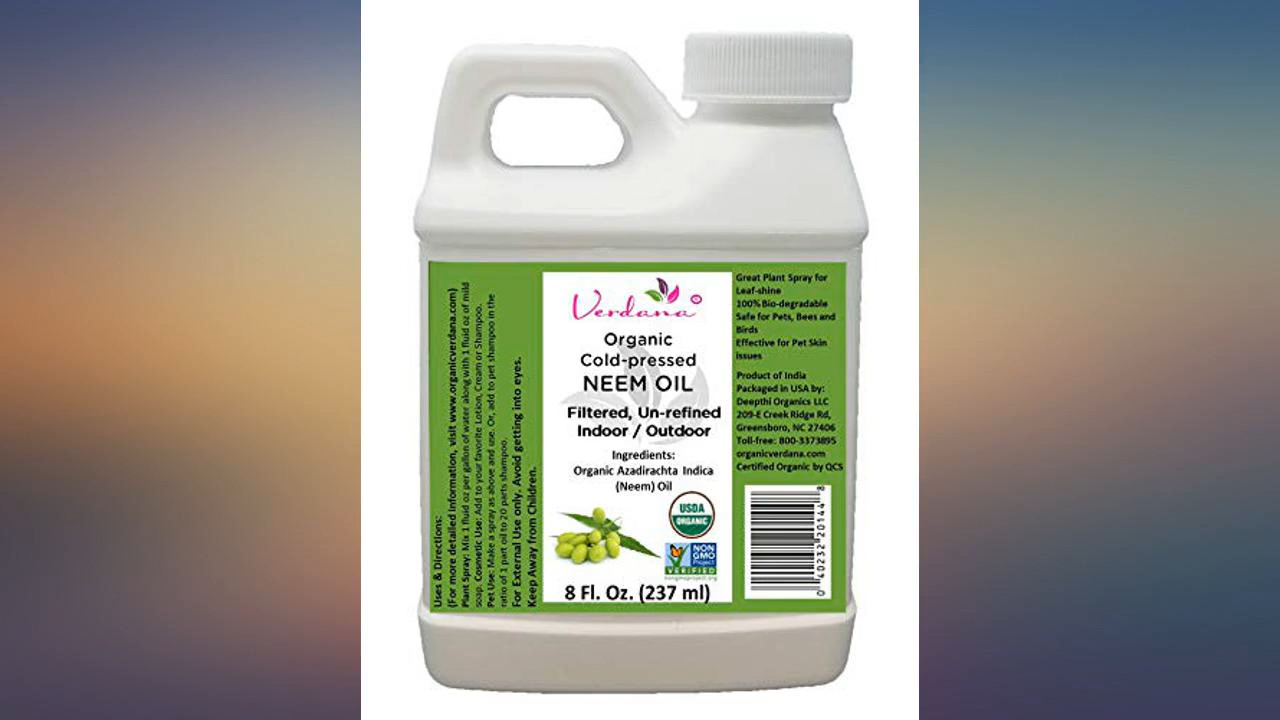 Uses & Directions:
(For more detailed Information, visit www.organicverdana.com)
Plant Spray: Mix 1 fluid oz per gallon of water along with 1 fluid oz of mild
soap. Cosmetic Use: Add to your favorite Lotion, Cream or Shampoo.
Pet Use: Make a spray as above and use. Or, add to pet shampoo in the
ratio of 1 part oil to 20 parts shampoo.
For External Use only. Avoid getting into eyes.
Keep Away from Children.
Verdana
Organic
Cold-pressed
NEEM OIL
Filtered, Un-refined
Indoor / Outdoor
Ingredients:
Organic Azadirachta Indica
(Neem) Oil
USDA
ORGANIC
NON
GMO
Project
VERIFIED
nongmoproject.org
8 Fl. Oz. (237 ml)
Great Plant Spray for
Leaf-shine
100% Bio-degradable
Safe for Pets, Bees and
Birds
Effective for Pet Skin
issues
Product of India
Packaged in USA by:
Deepthi Organics LLC
209-E Creek Ridge Rd,
Greensboro, NC 27406
Toll-free: 800-3373895
organicverdana.com
Certified Organic by QCS
0 40232 20144 8